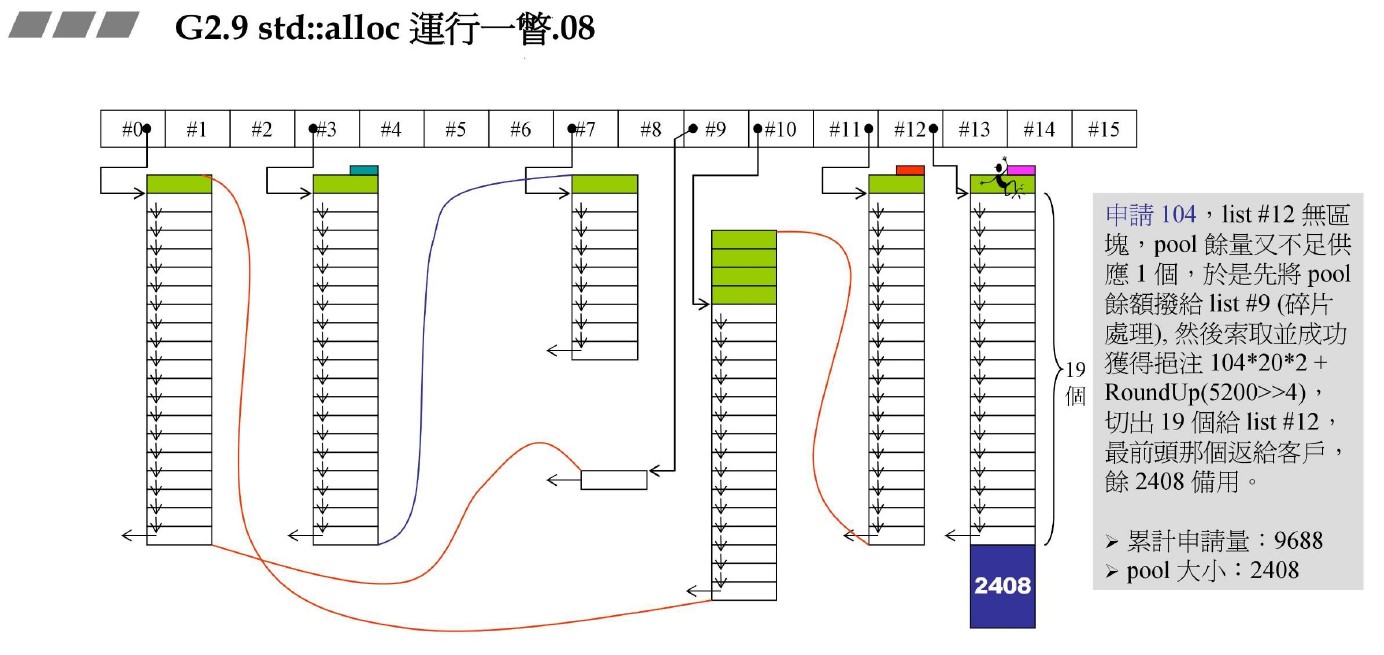 G2.9 std::alloc 運行一瞥.08
#0 #1 #2 #3 #4 #5 #6 #7 #8 #9 #10 #11 #12 #13 #14 #15
申請 104，list #12 無區
塊，pool 餘量又不足供
應 1 個，於是先將 pool
餘額撥給 list #9 (碎片
處理), 然後索取並成功
獲得挹注 104*20*2 +
RoundUp(5200>>4)，
切出 19 個給 list #12，
最前頭那個返給客戶，
餘 2408 備用。
19
個
➢ 累計申請量：9688
➢ pool 大小：2408
2408